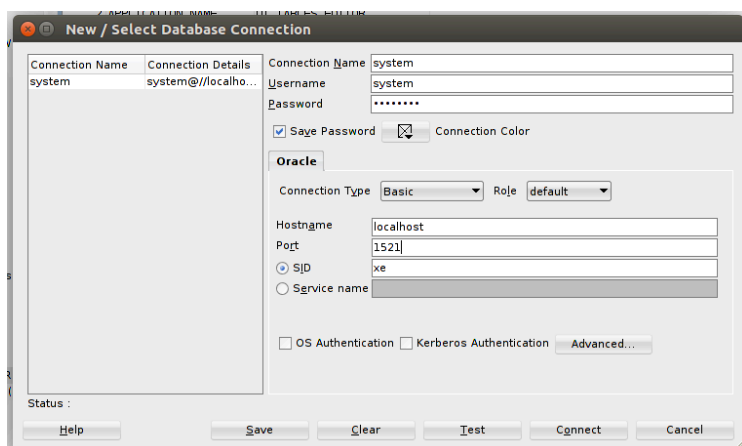 2 APPLICATION_NAME
New / Select Database Connection
Connection Name Connection Details
system system@//localho...
Connection Name system
Username system
Password ••••••••
Save Password Connection Color
Oracle
Connection Type Basic Role default
Hostname localhost
Port 1521
SID xe
Service name
OS Authentication Kerberos Authentication Advanced...
Status :
Help Save Clear Test Connect Cancel